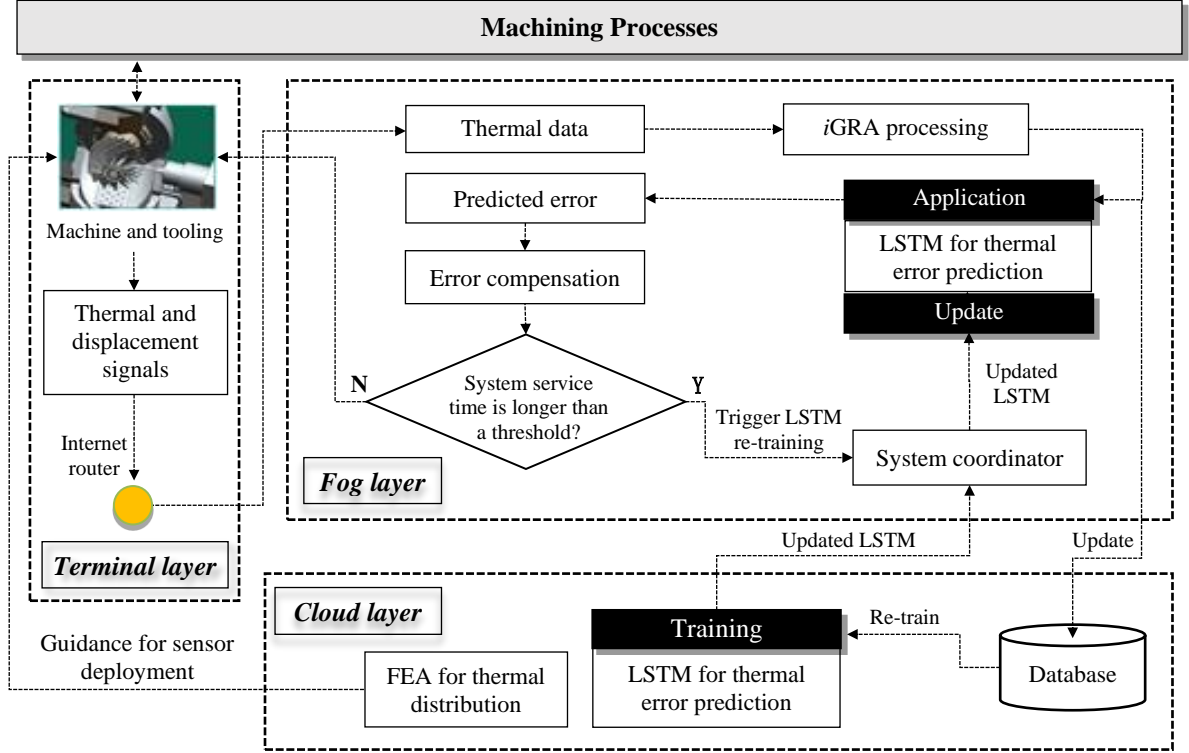 Machining Processes
Machine and tooling
Thermal and
displacement
signals
Internet
router
Terminal layer
Thermal data
iGRA processing
Predicted error
Application
LSTM for thermal
error prediction
Update
Error compensation
System service
time is longer than
a threshold?
N
Y
Trigger LSTM
re-training
Updated
LSTM
System coordinator
Fog layer
Updated LSTM
Update
Cloud layer
Guidance for sensor
deployment
FEA for thermal
distribution
Training
LSTM for thermal
error prediction
Re-train
Database